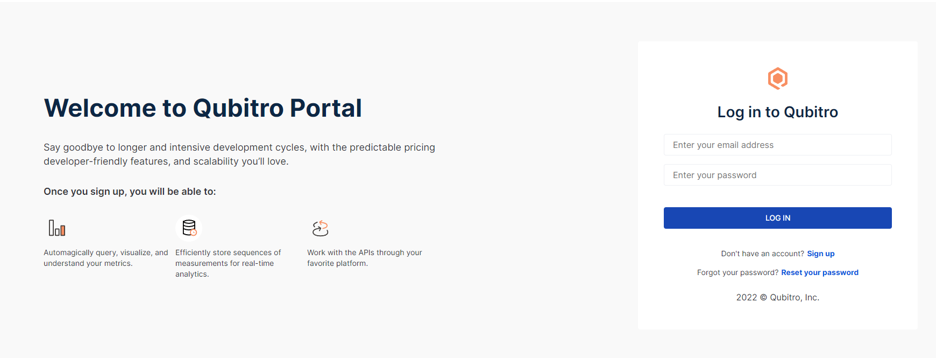 Welcome to Qubitro Portal
Say goodbye to longer and intensive development cycles, with the predictable pricing
developer-friendly features, and scalability you'll love.
Once you sign up, you will be able to:
Automagically query, visualize, and
understand your metrics.
Efficiently store sequences of
measurements for real-time
analytics.
Work with the APIs through your
favorite platform.
Log in to Qubitro
Enter your email address
Enter your password
LOG IN
Don't have an account? Sign up
Forgot your password? Reset your password
2022 © Qubitro, Inc.